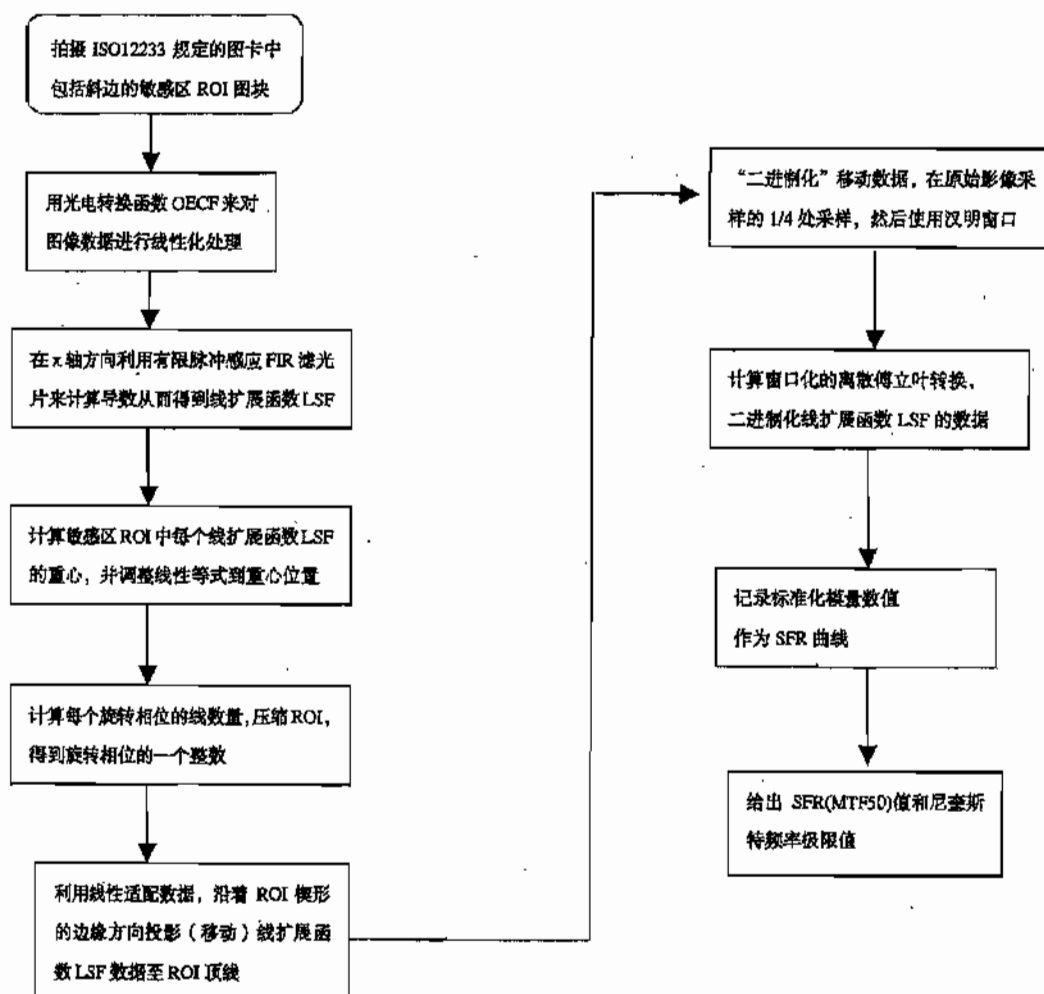 拍摄 ISO12233 规定的图卡中
包括斜边的敏感区 ROI 图块
用光电转换函数 OECF 来对
图像数据进行线性化处理
在 x 轴方向利用有限脉冲感应 FIR 滤光
片来计算导数从而得到线扩展函数 LSF
计算敏感区 ROI 中每个线扩展函数 LSF
的重心，并调整线性等式到重心位置
计算每个旋转相位的线数量,压缩 ROI，
得到旋转相位的一个整数
利用线性适配数据，沿着 ROI 楔形
的边缘方向投影（移动）线扩展函
数 LSF 数据至 ROI 顶线
“二进制化”移动数据，在原始影像采
样的 1/4 处采样，然后使用汉明窗口
计算窗口化的离散傅立叶转换，
二进制化线扩展函数 LSF 的数据
记录标准化模量数值
作为 SFR 曲线
给出 SFR(MTF50)值和尼奎斯
特频率极限值